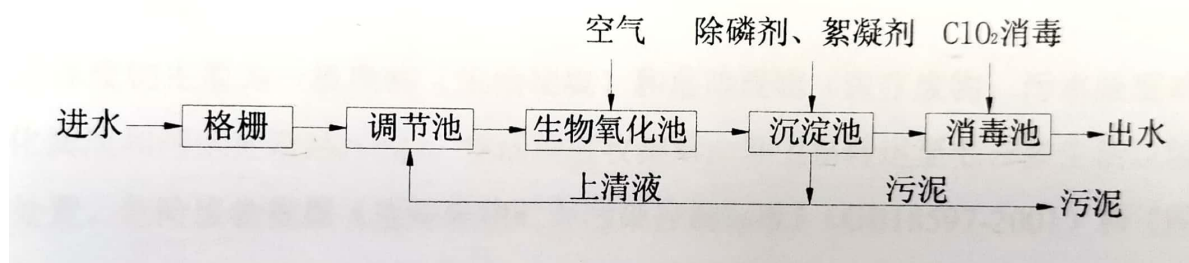 空气 除磷剂、絮凝剂 ClO₂消毒
进水 格栅 调节池 生物氧化池 沉淀池 消毒池 出水
上清液 污泥 污泥